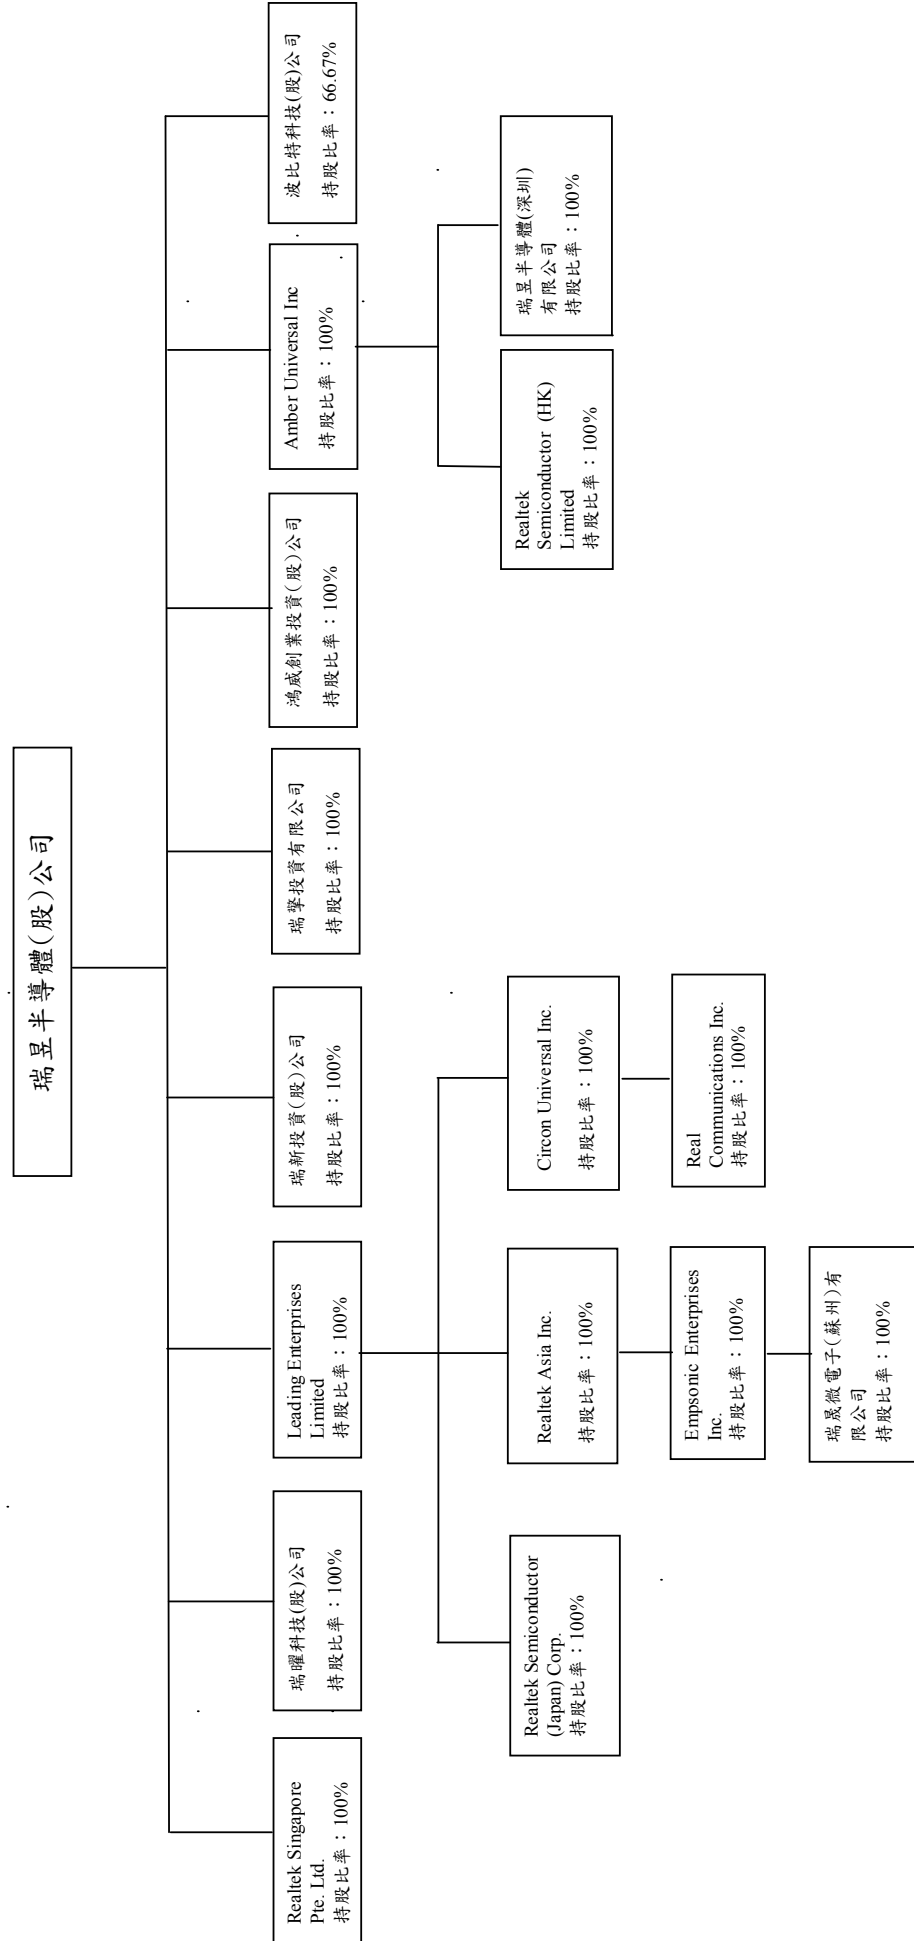 瑞昱半導體(股)公司
Realtek Singapore
Pte. Ltd.
持股比率：100%
瑞曜科技(股)公司
持股比率：100%
Leading Enterprises
Limited
持股比率：100%
瑞新投資(股)公司
持股比率：100%
瑞擎投資有限公司
持股比率：100%
鴻威創業投資(股)公司
持股比率：100%
Amber Universal Inc
持股比率：100%
波比特科技(股)公司
持股比率：66.67%
Realtek Semiconductor
(Japan) Corp.
持股比率：100%
Realtek Asia Inc.
持股比率：100%
Circon Universal Inc.
持股比率：100%
Realtek
Semiconductor (HK)
Limited
持股比率：100%
瑞昱半導體(深圳)
有限公司
持股比率：100%
Empsonic Enterprises
Inc.
持股比率：100%
Real
Communications Inc.
持股比率：100%
瑞晟微電子(蘇州)有
限公司
持股比率：100%